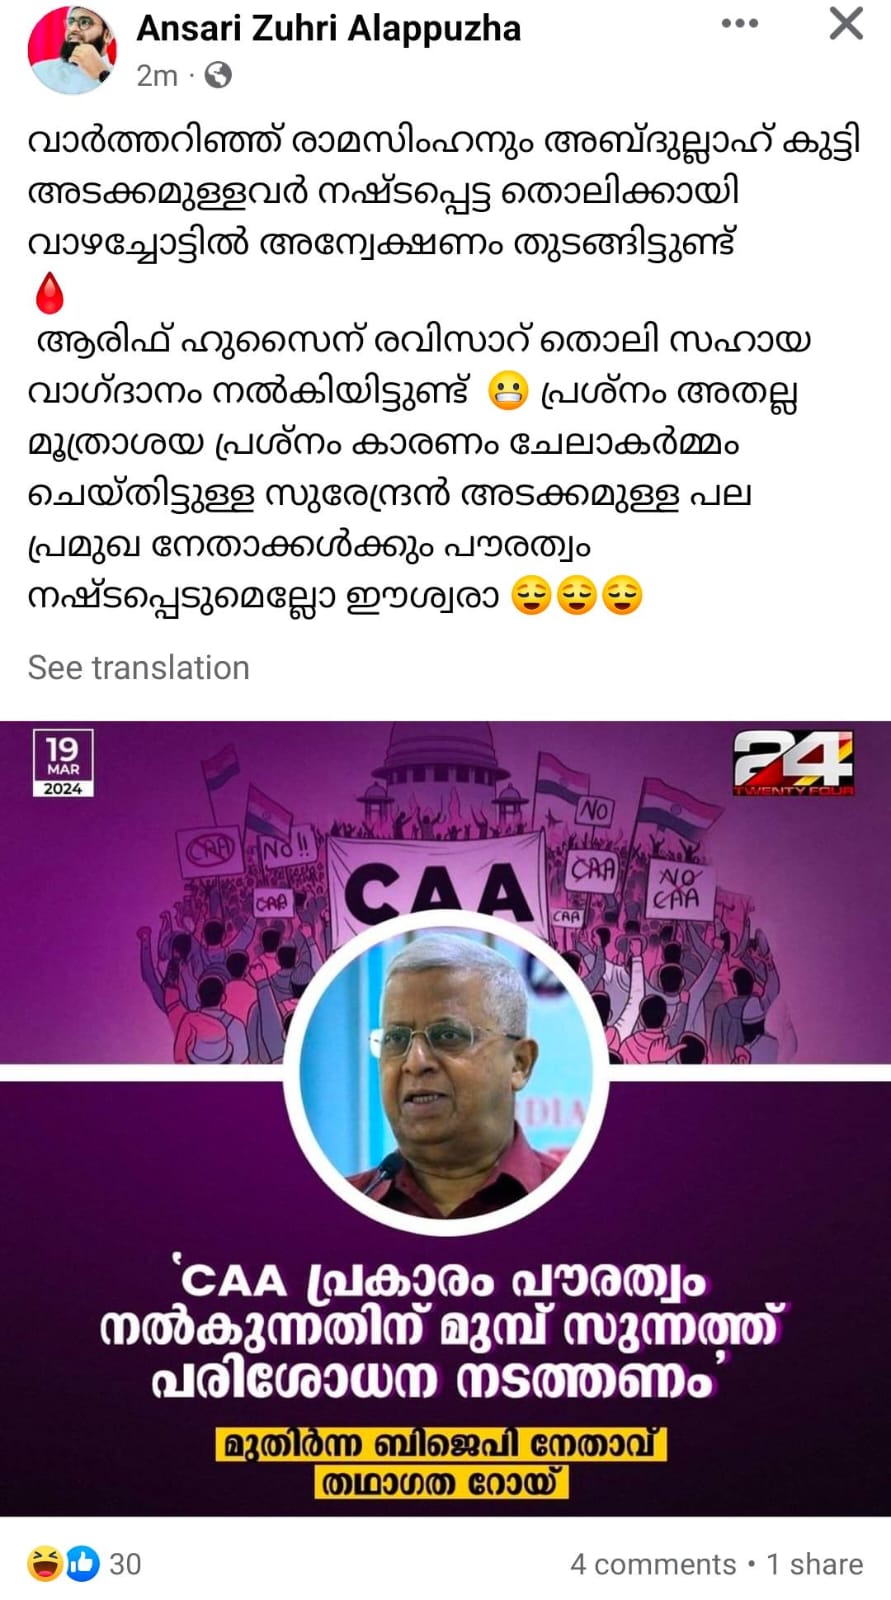 Ansari Zuhri Alappuzha
2m
വാർത്തറിഞ്ഞ് രാമസിംഹനും അബ്ദുല്ലാഹ് കുട്ടി
അടക്കമുള്ളവർ നഷ്ടപ്പെട്ട തൊലിക്കായി
വാഴച്ചോട്ടിൽ അന്വേക്ഷണം തുടങ്ങിട്ടുണ്ട്
🩸
ആരിഫ് ഹുസൈന് രവിസാറ് തൊലി സഹായ
വാഗ്ദാനം നൽകിയിട്ടുണ്ട് 😬 പ്രശ്നം അതല്ല
മൂത്രാശയ പ്രശ്നം കാരണം ചേലാകർമ്മം
ചെയ്തിട്ടുള്ള സുരേന്ദ്രൻ അടക്കമുള്ള പല
പ്രമുഖ നേതാക്കൾക്കും പൗരത്വം
നഷ്ടപ്പെടുമെല്ലോ ഈശ്വരാ 😌😌😌
See translation
19
MAR
2024
24
TWENTY FOUR
CAA
NO!!
CAA
CAA
NO
CAA
CAA
NO
CAA
'CAA പ്രകാരം പൗരത്വം
നൽകുന്നതിന് മുമ്പ് സുന്നത്ത്
പരിശോധന നടത്തണം'
മുതിർന്ന ബിജെപി നേതാവ്
തഥാഗത റോയ്
30
4 comments • 1 share